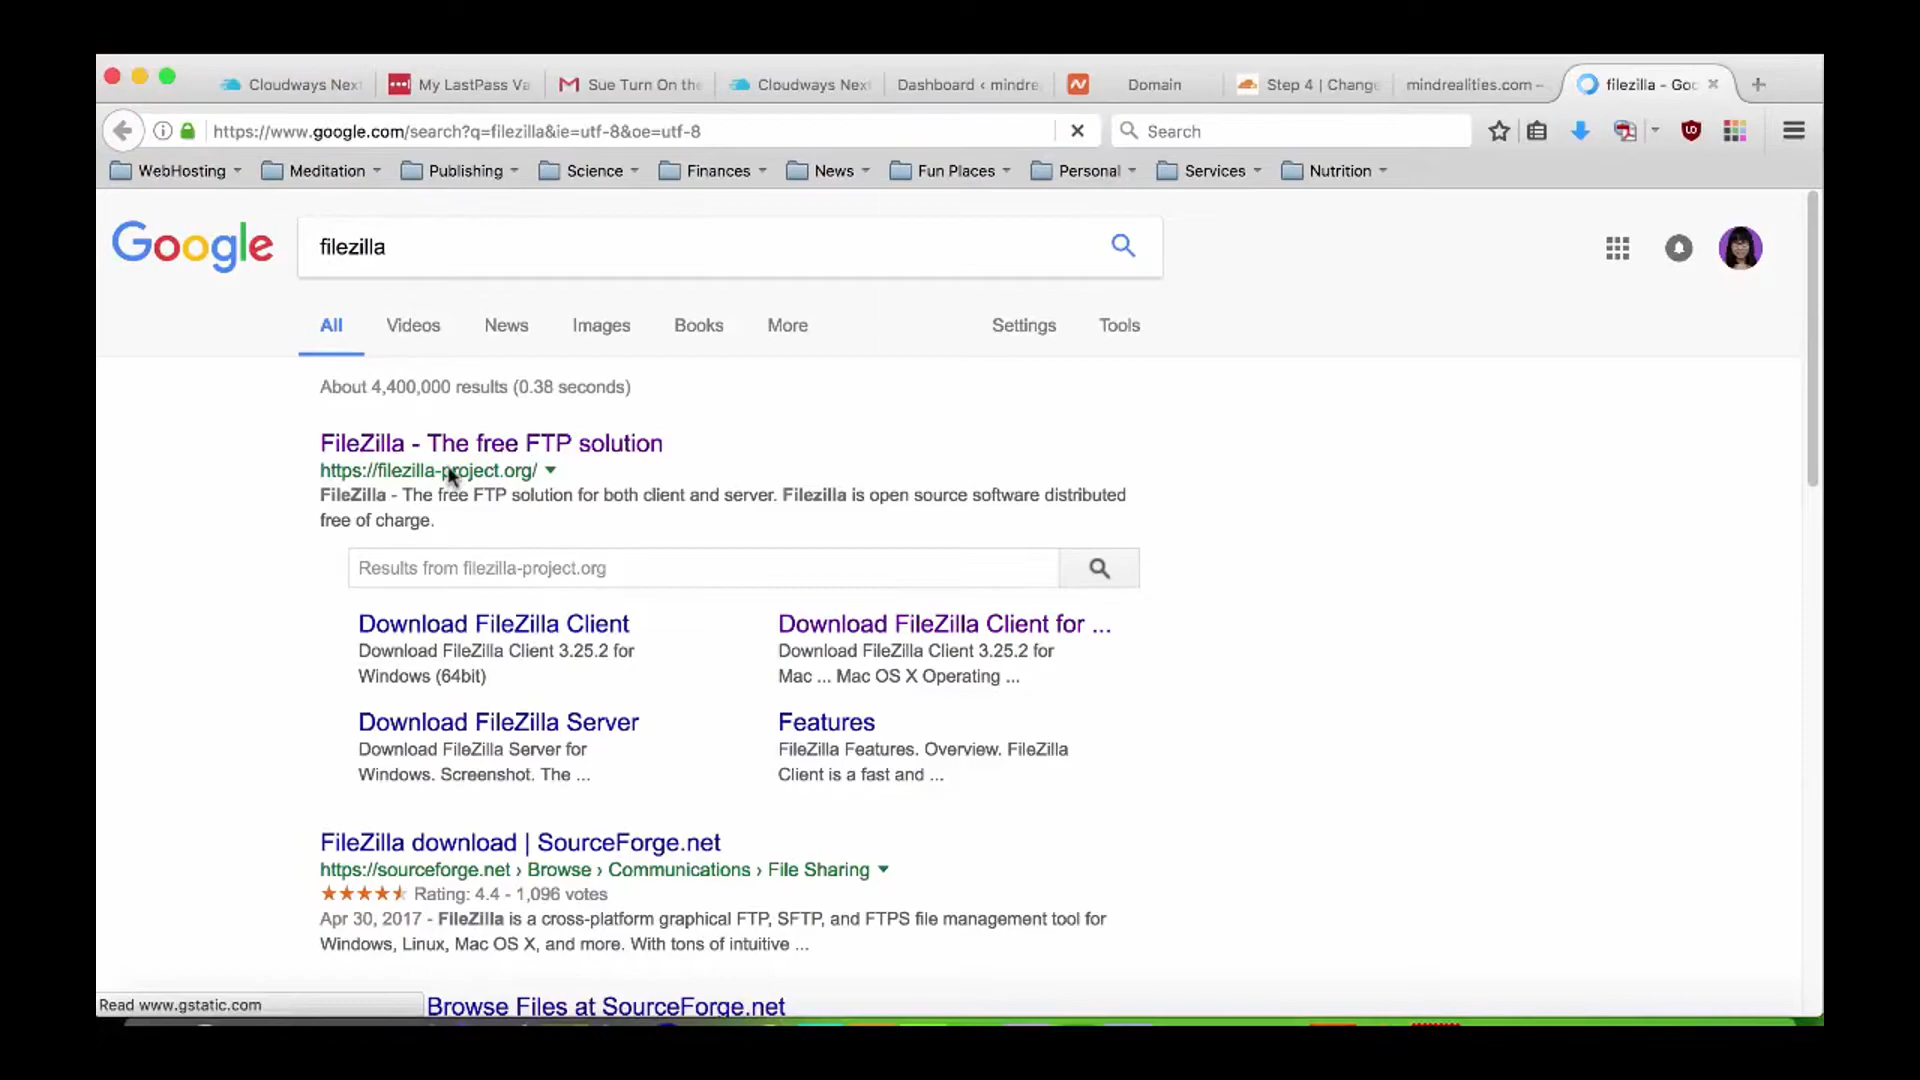 Cloudways Nex
My LastPass Va
Sue Turn On the
Cloudways Nex
Dashboard ‹ mindre
Domain
Step 4 | Change
mindrealities.com –
filezilla - Goo
https://www.google.com/search?q=filezilla&ie=utf-8&oe=utf-8
Search
WebHosting
Meditation
Publishing
Science
Finances
News
Fun Places
Personal
Services
Nutrition
Google
filezilla
All
Videos
News
Images
Books
More
Settings
Tools
About 4,400,000 results (0.38 seconds)
FileZilla - The free FTP solution
https://filezilla-project.org/
FileZilla - The free FTP solution for both client and server. Filezilla is open source software distributed
free of charge.
Results from filezilla-project.org
Download FileZilla Client
Download FileZilla Client 3.25.2 for
Windows (64bit)
Download FileZilla Client for ...
Download FileZilla Client 3.25.2 for
Mac ... Mac OS X Operating ...
Download FileZilla Server
Download FileZilla Server for
Windows. Screenshot. The ...
Features
FileZilla Features. Overview. FileZilla
Client is a fast and ...
FileZilla download | SourceForge.net
https://sourceforge.net › Browse › Communications › File Sharing
Rating: 4.4 - 1,096 votes
Apr 30, 2017 - FileZilla is a cross-platform graphical FTP, SFTP, and FTPS file management tool for
Windows, Linux, Mac OS X, and more. With tons of intuitive ...
Browse Files at SourceForge.net
Read www.gstatic.com